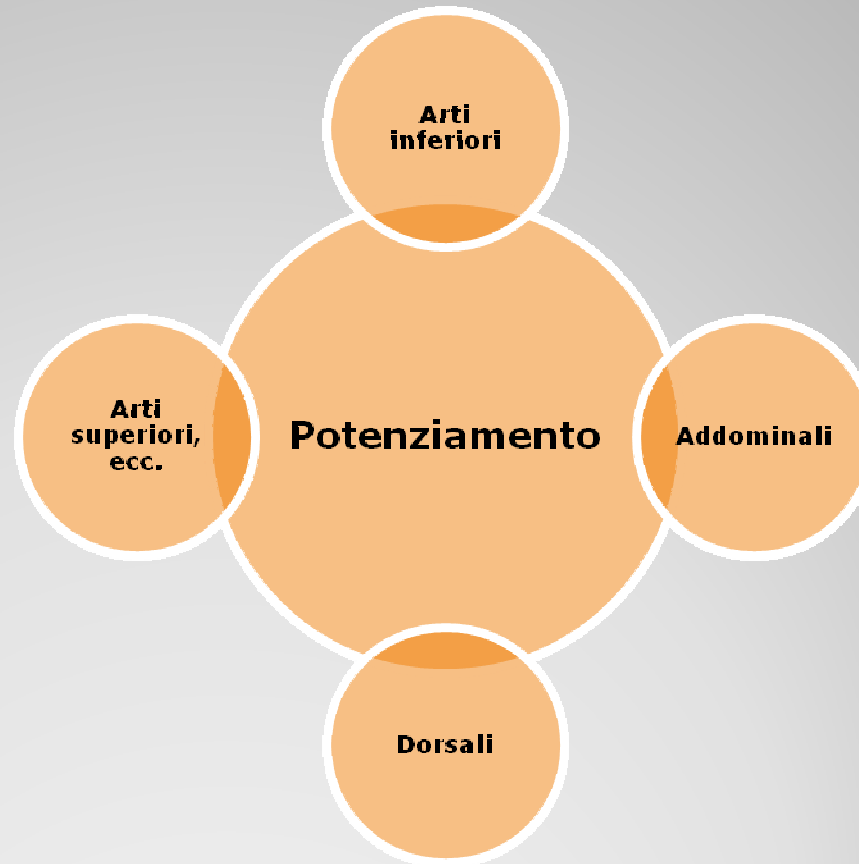 Arti
inferiori
Arti
superiori,
ecc.
Potenziamento
Addominali
Dorsali